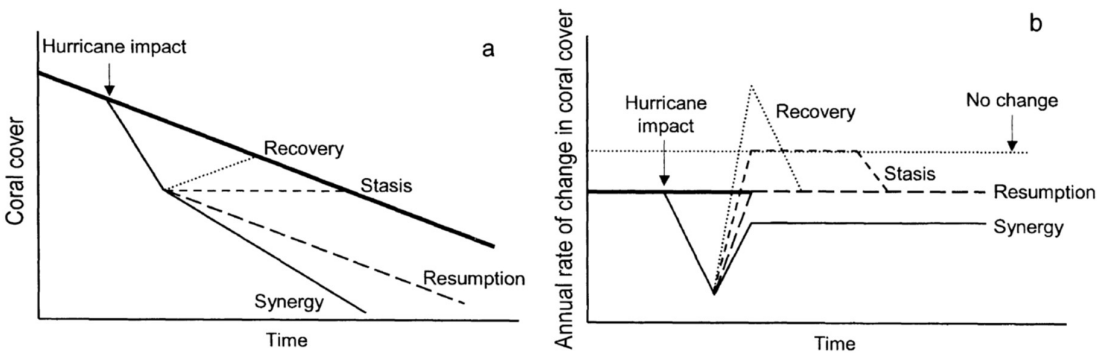 a
Hurricane impact
Recovery
Stasis
Resumption
Synergy
Coral cover
Time
b
Hurricane
impact
Recovery
No change
Stasis
Resumption
Synergy
Annual rate of change in coral cover
Time